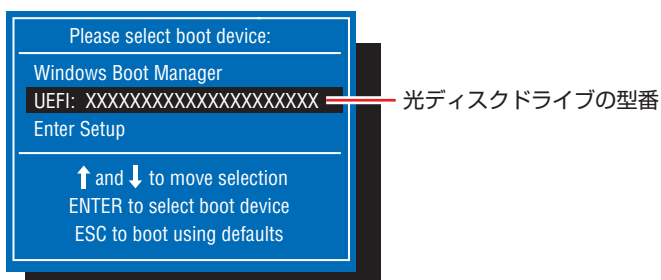 Please select boot device:
Windows Boot Manager
UEFI: XXXXXXXXXXXXXXXXXXXXX
光ディスクドライブの型番
Enter Setup
↑ and ↓ to move selection
ENTER to select boot device
ESC to boot using defaults